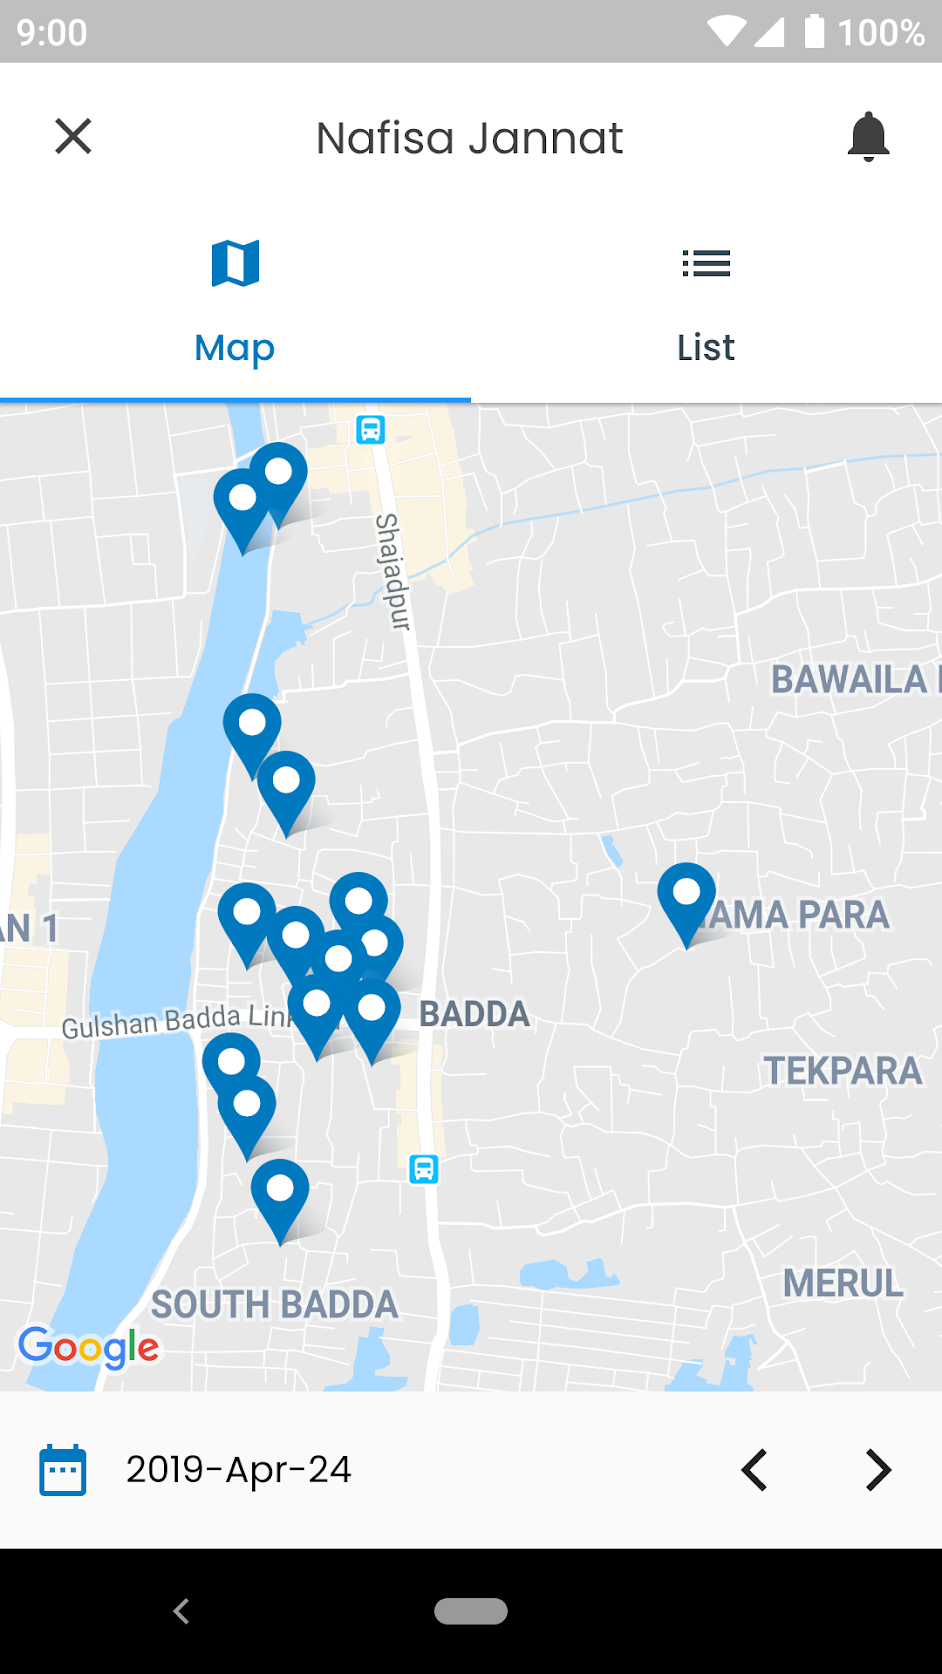 9:00
100%
Nafisa Jannat
Map
List
Shajadpur
BAWAILA
AN 1
AMA PARA
Gulshan Badda Link
BADDA
TEKPARA
MERUL
SOUTH BADDA
Google
2019-Apr-24